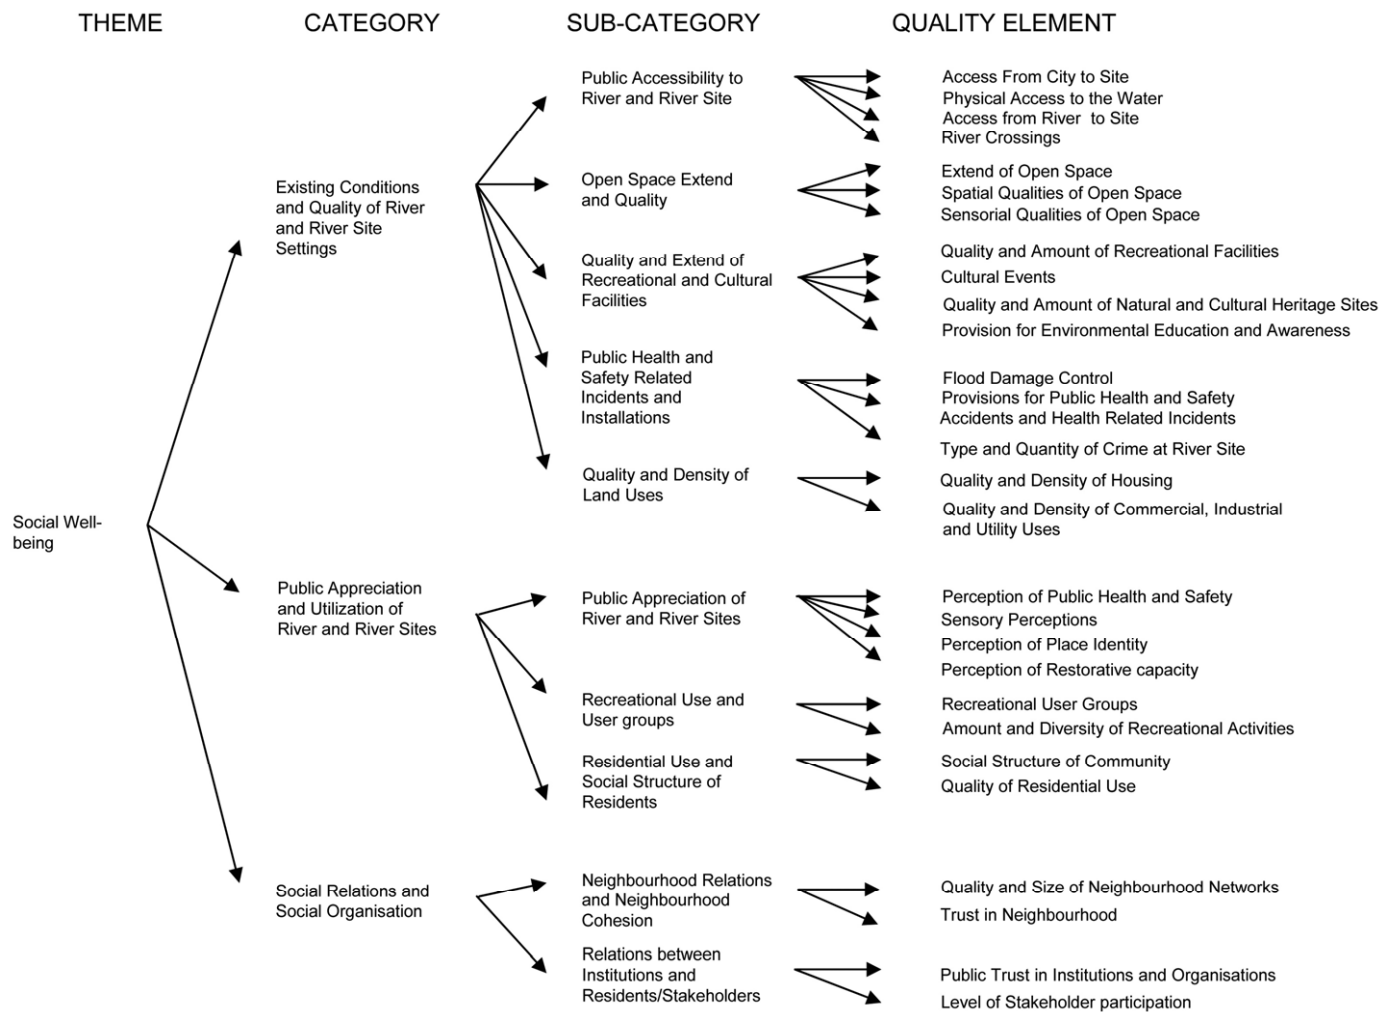 THEME
CATEGORY
SUB-CATEGORY
QUALITY ELEMENT
Social Well-
being
Existing Conditions
and Quality of River
and River Site
Settings
Public Accessibility to
River and River Site
Access From City to Site
Physical Access to the Water
Access from River to Site
River Crossings
Open Space Extend
and Quality
Extend of Open Space
Spatial Qualities of Open Space
Sensorial Qualities of Open Space
Quality and Extend of
Recreational and Cultural
Facilities
Quality and Amount of Recreational Facilities
Cultural Events
Quality and Amount of Natural and Cultural Heritage Sites
Provision for Environmental Education and Awareness
Public Health and
Safety Related
Incidents and
Installations
Flood Damage Control
Provisions for Public Health and Safety
Accidents and Health Related Incidents
Type and Quantity of Crime at River Site
Quality and Density of
Land Uses
Quality and Density of Housing
Quality and Density of Commercial, Industrial
and Utility Uses
Public Appreciation
and Utilization of
River and River Sites
Public Appreciation of
River and River Sites
Perception of Public Health and Safety
Sensory Perceptions
Perception of Place Identity
Perception of Restorative capacity
Recreational Use and
User groups
Recreational User Groups
Amount and Diversity of Recreational Activities
Residential Use and
Social Structure of
Residents
Social Structure of Community
Quality of Residential Use
Social Relations and
Social Organisation
Neighbourhood Relations
and Neighbourhood
Cohesion
Quality and Size of Neighbourhood Networks
Trust in Neighbourhood
Relations between
Institutions and
Residents/Stakeholders
Public Trust in Institutions and Organisations
Level of Stakeholder participation